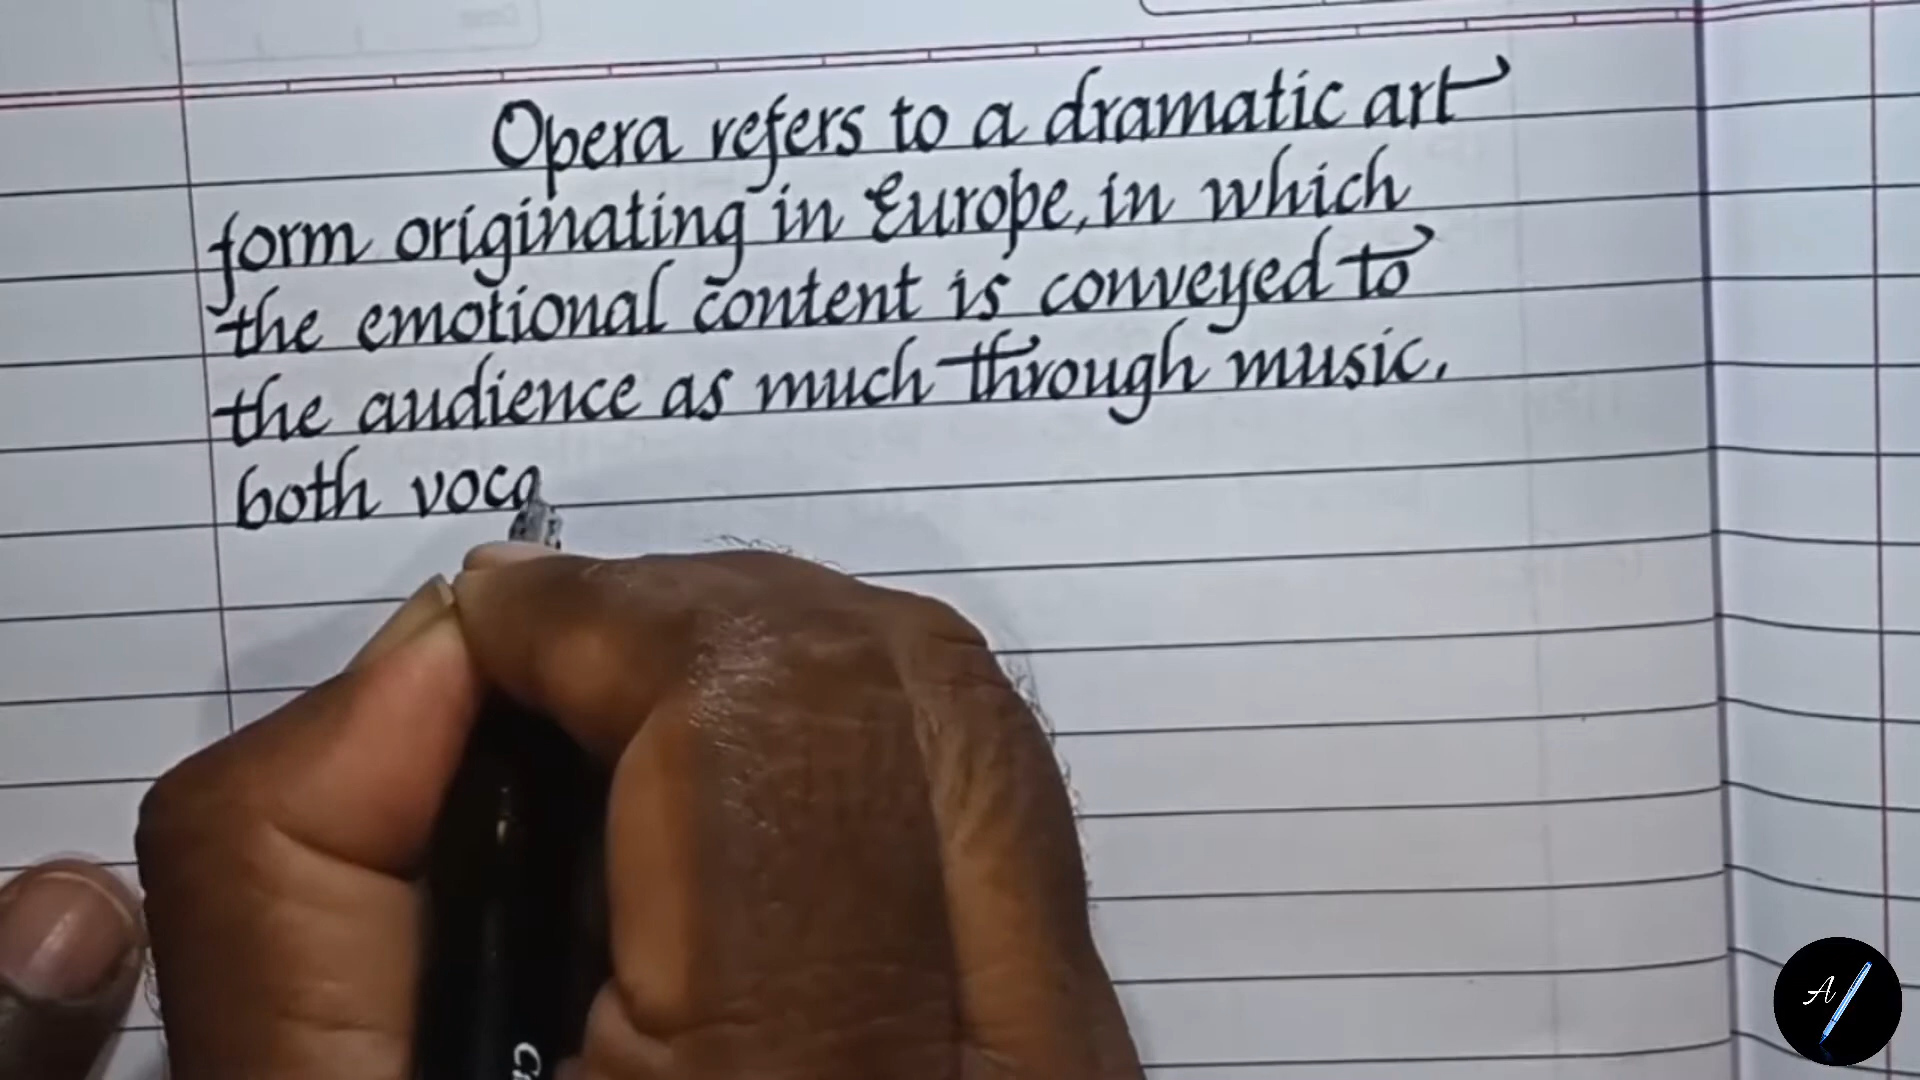 Opera refers to a dramatic art
form originating in Europe, in which
the emotional content is conveyed to
the audience as much through music.
both voca
A